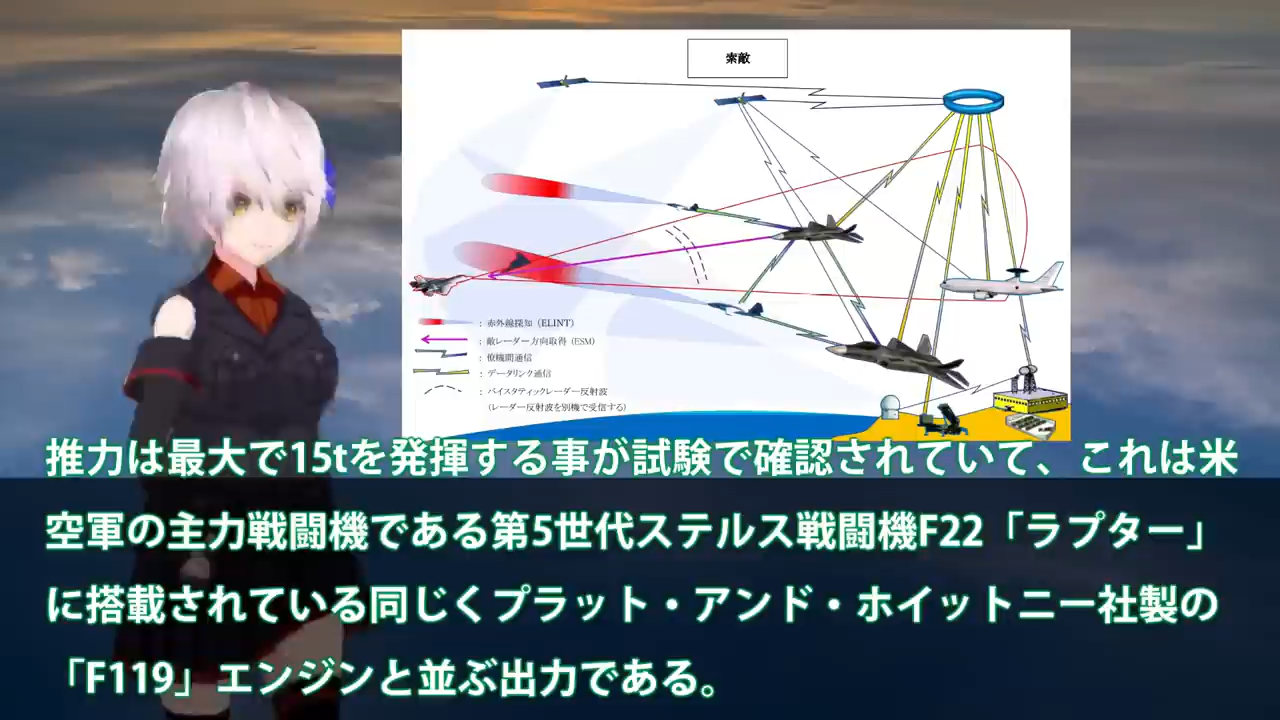 索敵
：赤外線探知（ELINT）
：敵レーダー方向取得（ESM）
：僚機間通信
：データリンク通信
：バイスタティックレーダー反射波
（レーダー反射波を別機で受信する）
推力は最大で15tを発揮する事が試験で確認されていて、これは米
空軍の主力戦闘機である第5世代ステルス戦闘機F22「ラプター」
に搭載されている同じくプラット・アンド・ホイットニー社製の
「F119」エンジンと並ぶ出力である。